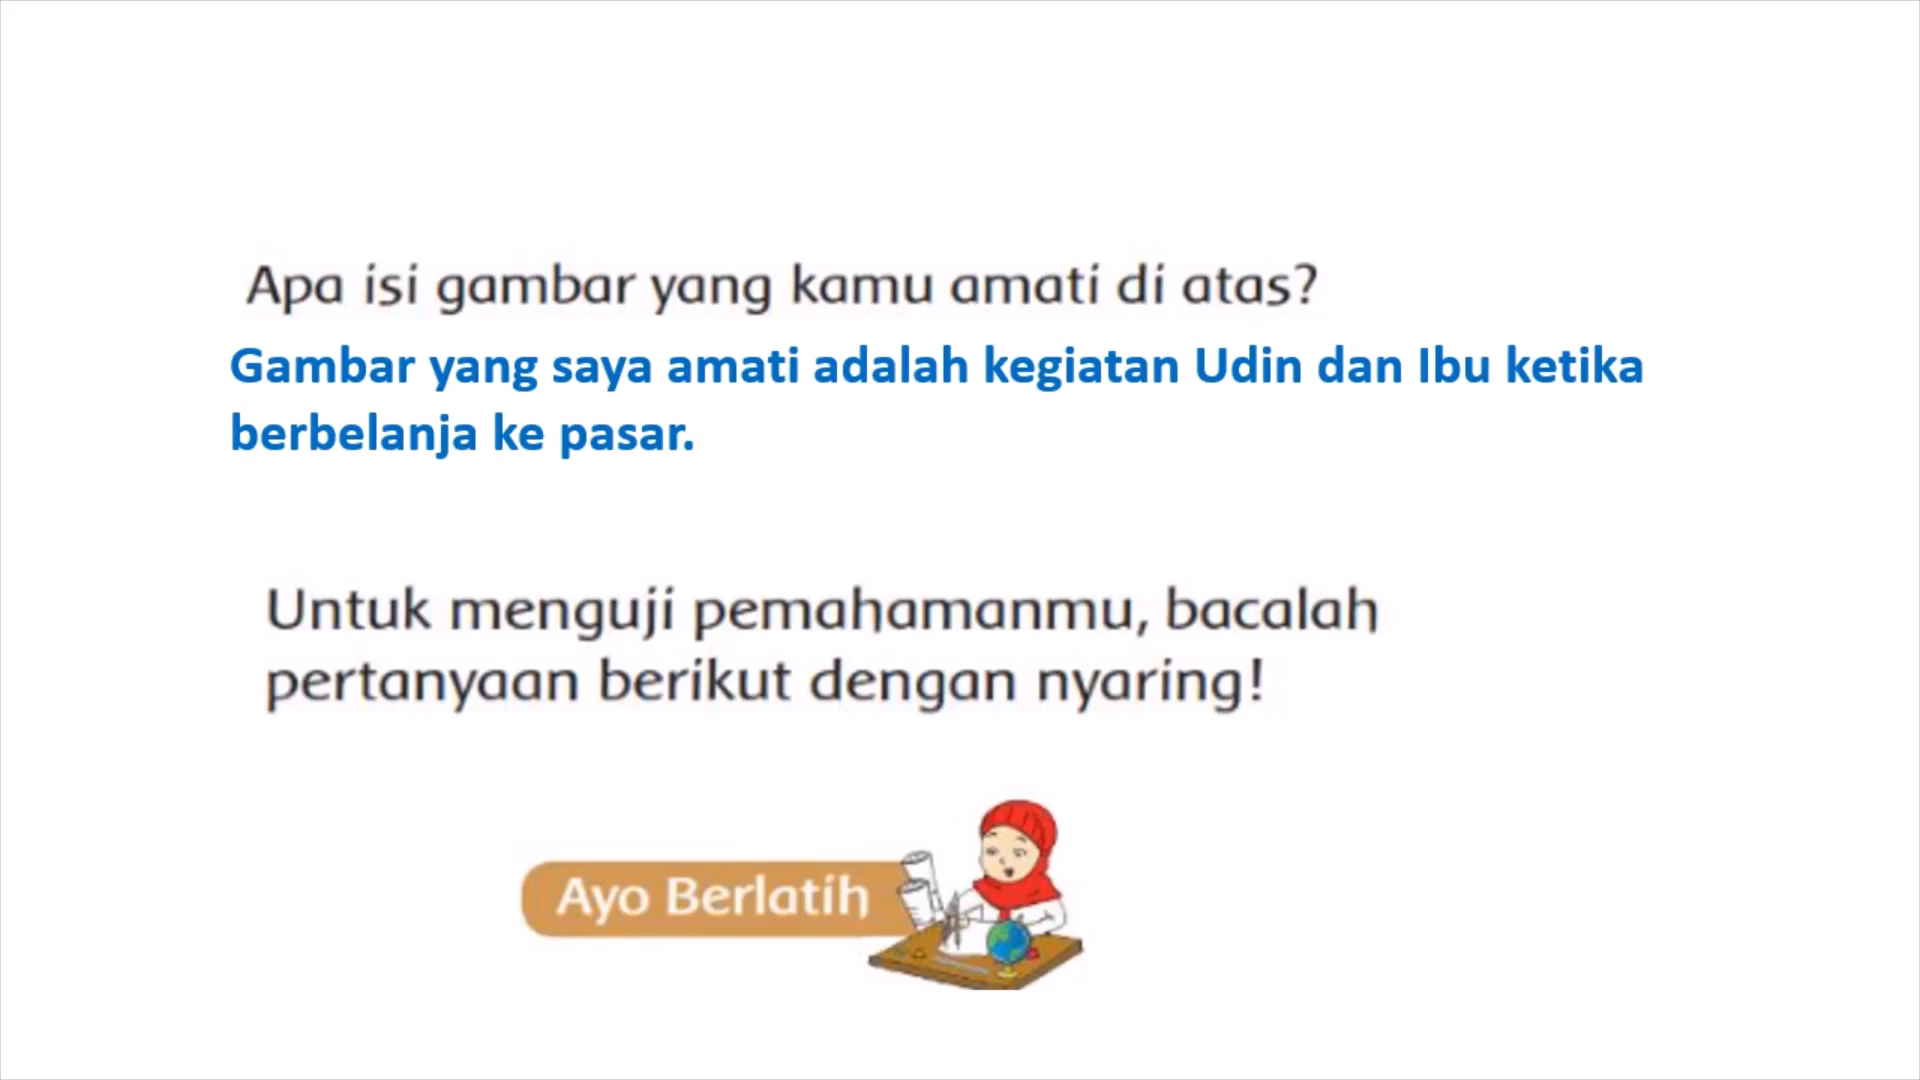 Apa isi gambar yang kamu amati di atas?
Gambar yang saya amati adalah kegiatan Udin dan Ibu ketika
berbelanja ke pasar.
Untuk menguji pemahamanmu, bacalah
pertanyaan berikut dengan nyaring!
Ayo Berlatih